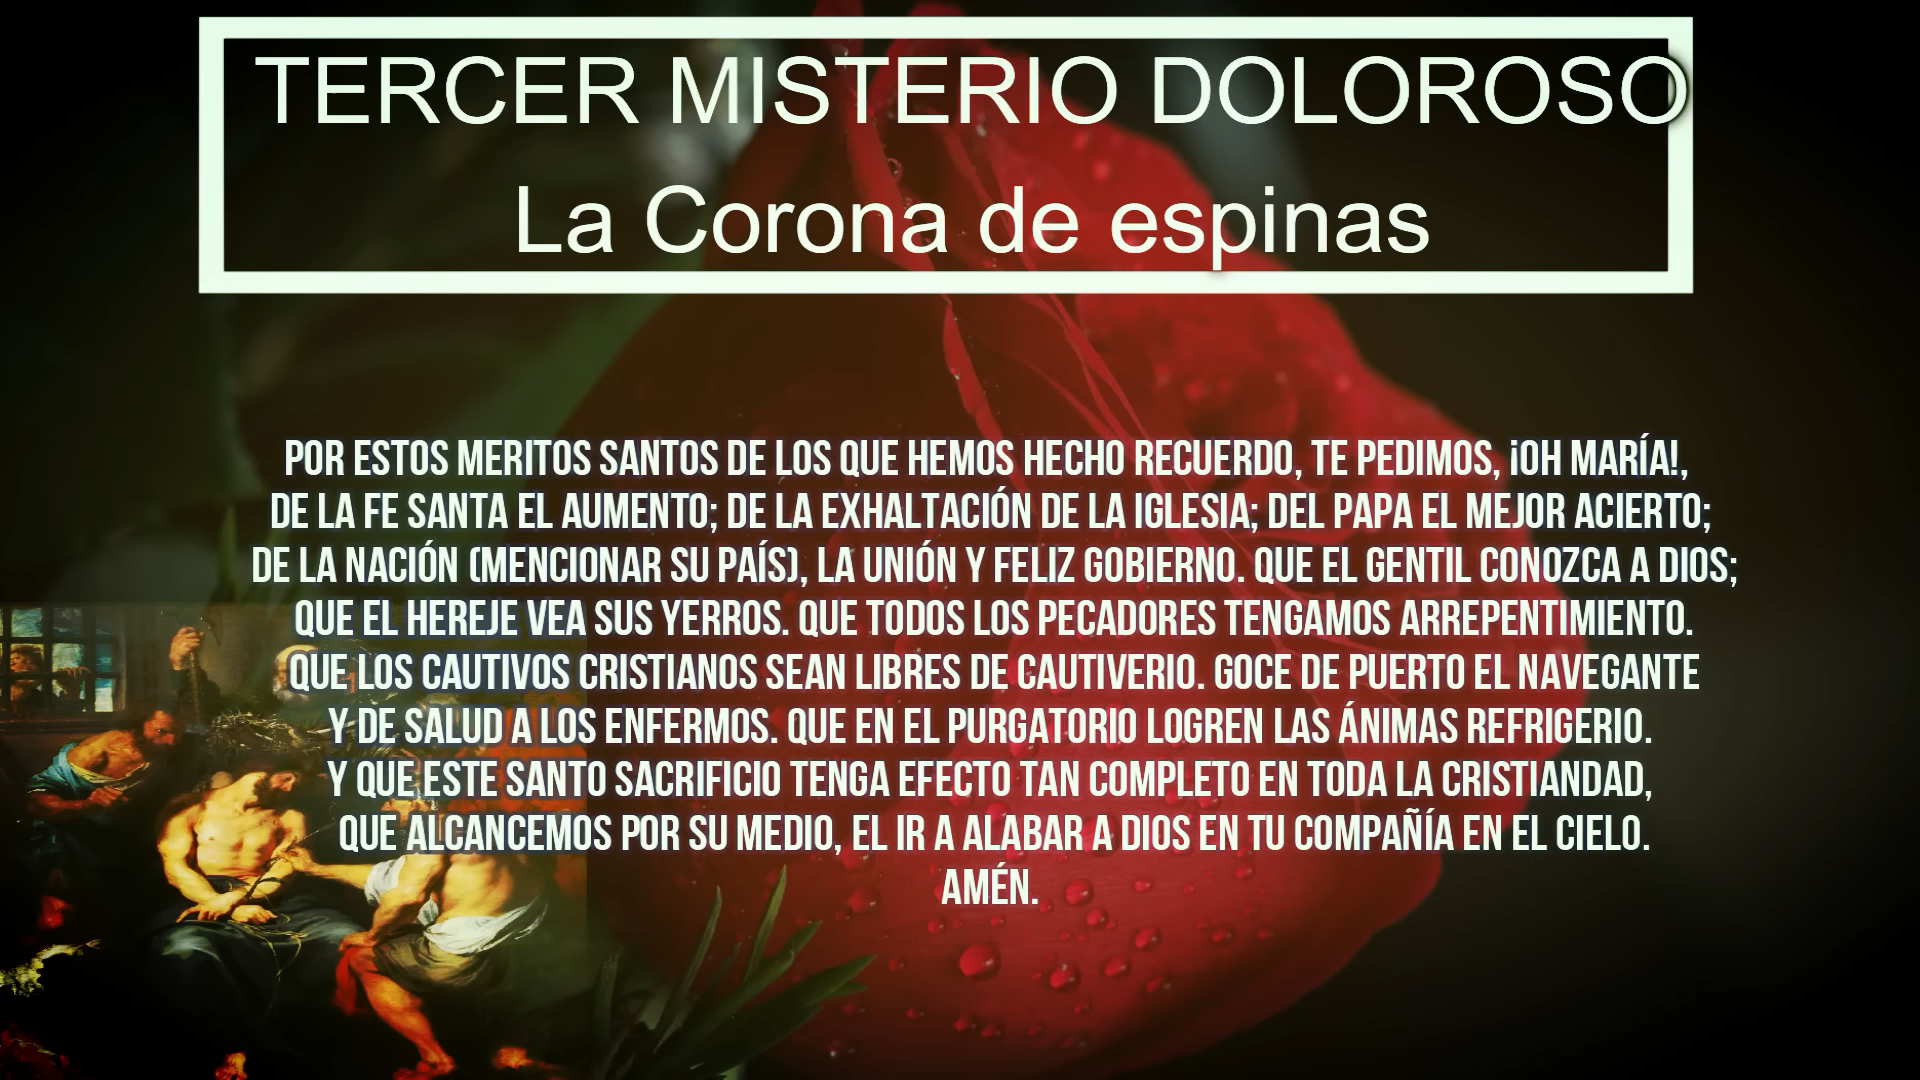 TERCER MISTERIO DOLOROSO
La Corona de espinas
POR ESTOS MERITOS SANTOS DE LOS QUE HEMOS HECHO RECUERDO, TE PEDIMOS, ¡OH MARÍA!,
DE LA FE SANTA EL AUMENTO; DE LA EXHALTACIÓN DE LA IGLESIA; DEL PAPA EL MEJOR ACIERTO;
DE LA NACIÓN (MENCIONAR SU PAÍS), LA UNIÓN Y FELIZ GOBIERNO. QUE EL GENTIL CONOZCA A DIOS;
QUE EL HEREJE VEA SUS YERROS. QUE TODOS LOS PECADORES TENGAMOS ARREPENTIMIENTO.
QUE LOS CAUTIVOS CRISTIANOS SEAN LIBRES DE CAUTIVERIO. GOCE DE PUERTO EL NAVEGANTE
Y DE SALUD A LOS ENFERMOS. QUE EN EL PURGATORIO LOGREN LAS ÁNIMAS REFRIGERIO.
Y QUE ESTE SANTO SACRIFICIO TENGA EFECTO TAN COMPLETO EN TODA LA CRISTIANDAD,
QUE ALCANCEMOS POR SU MEDIO, EL IR A ALABAR A DIOS EN TU COMPAÑÍA EN EL CIELO.
AMÉN.